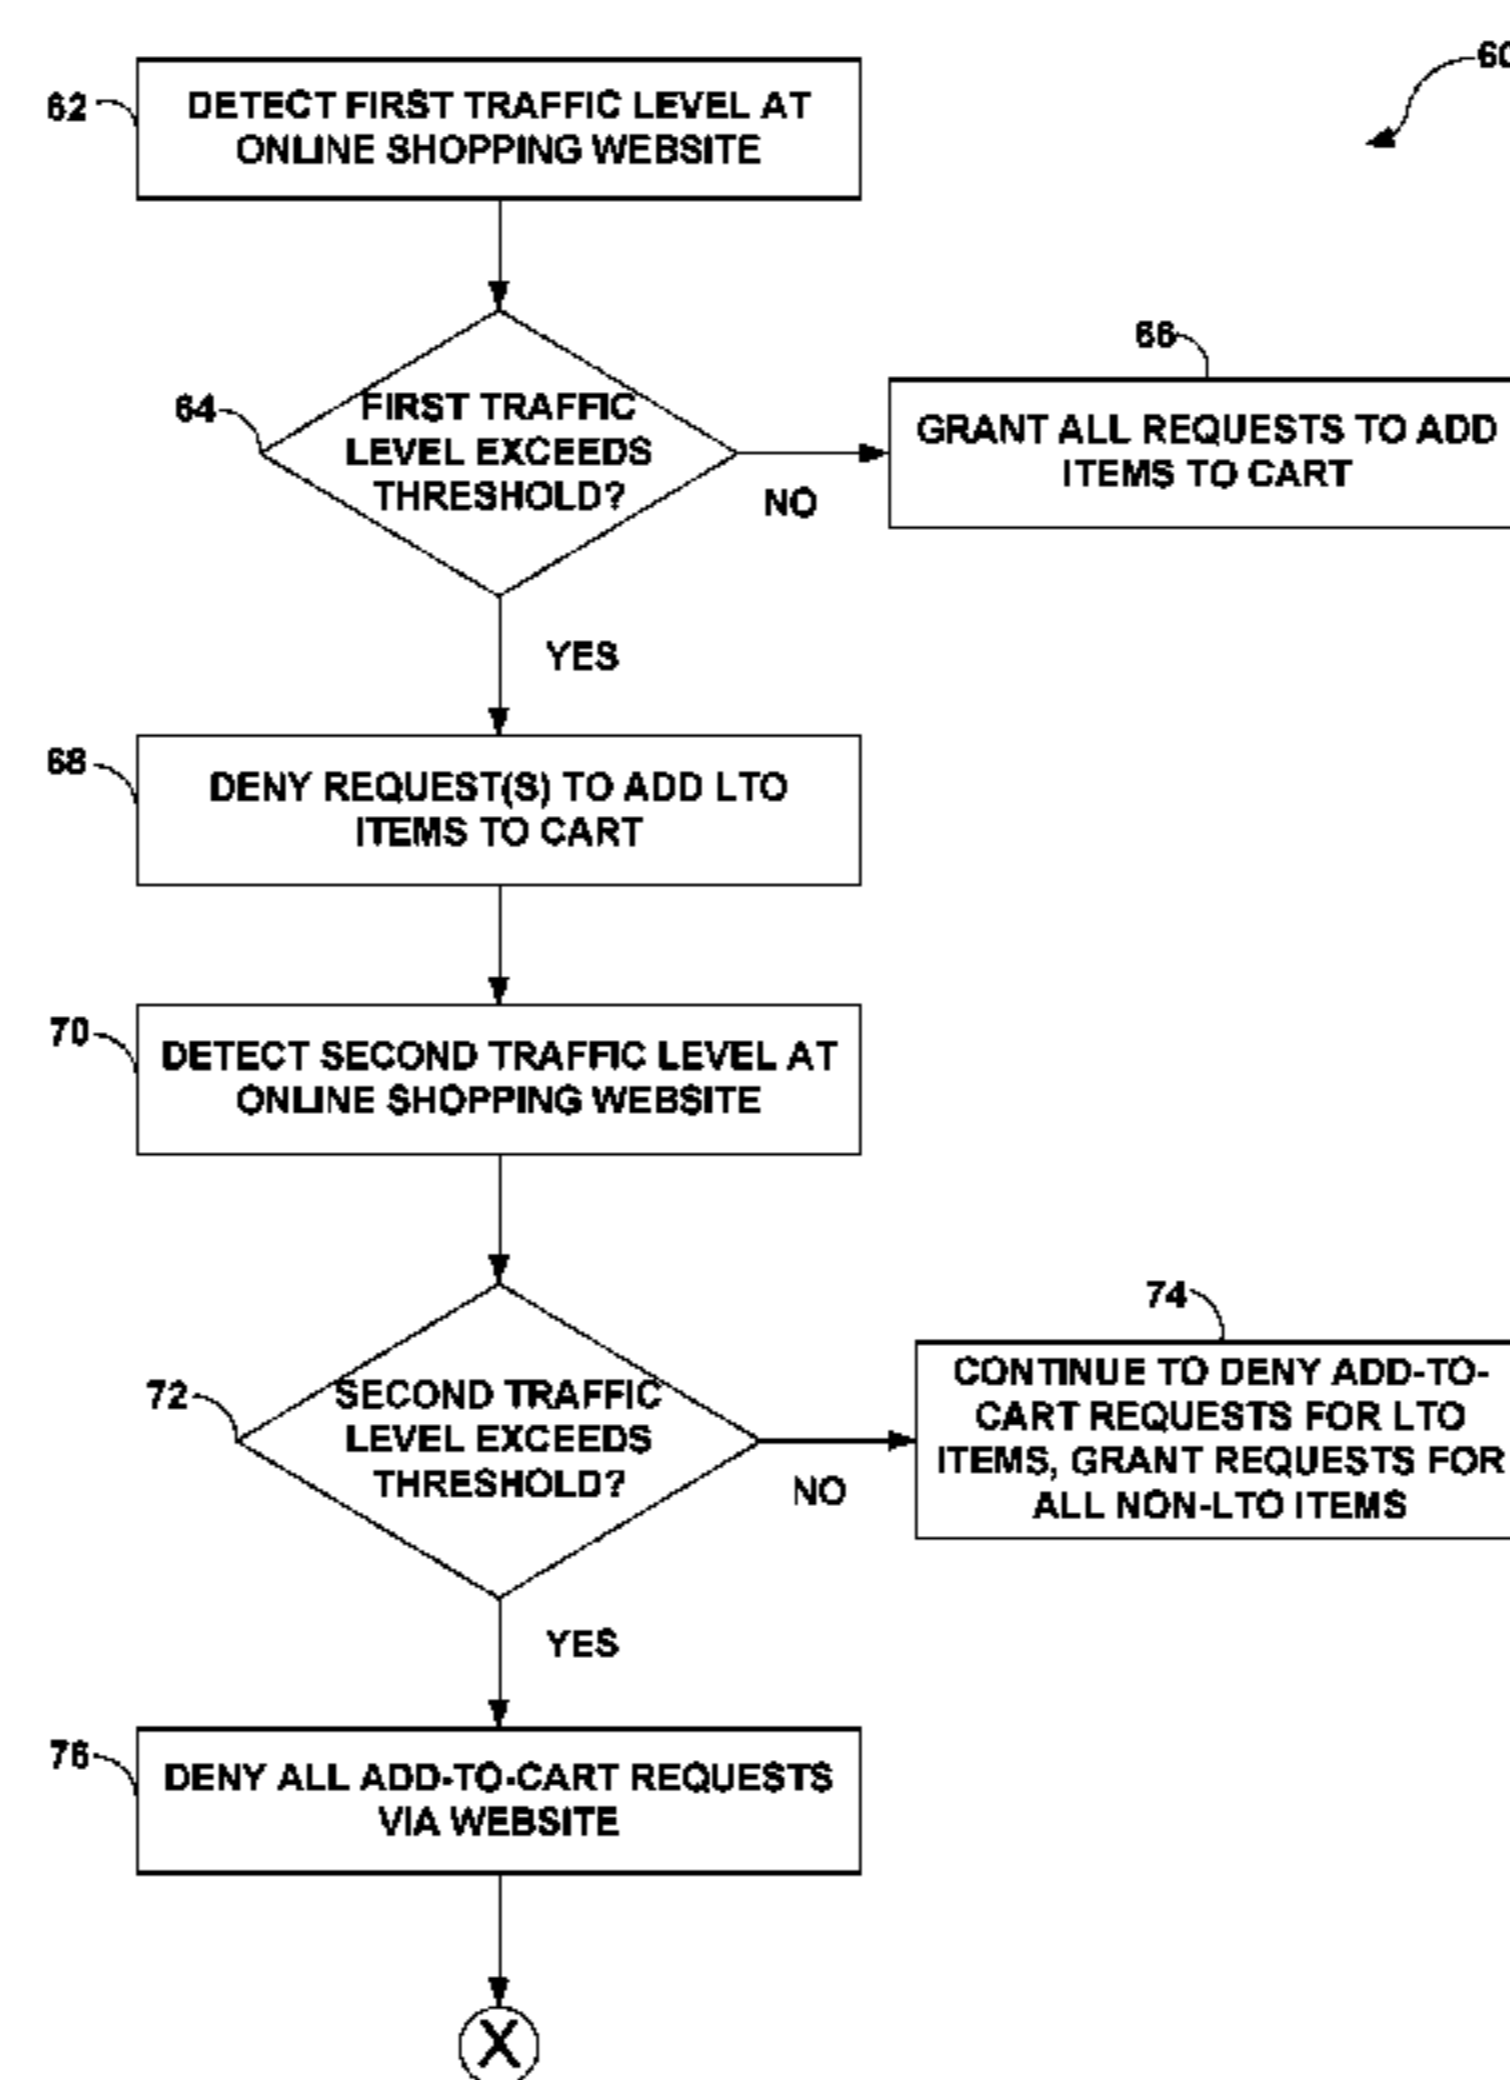 60
62
DETECT FIRST TRAFFIC LEVEL AT
ONLINE SHOPPING WEBSITE
64
FIRST TRAFFIC
LEVEL EXCEEDS
THRESHOLD?
NO
66
GRANT ALL REQUESTS TO ADD
ITEMS TO CART
YES
68
DENY REQUEST(S) TO ADD LTO
ITEMS TO CART
70
DETECT SECOND TRAFFIC LEVEL AT
ONLINE SHOPPING WEBSITE
72
SECOND TRAFFIC
LEVEL EXCEEDS
THRESHOLD?
NO
74
CONTINUE TO DENY ADD-TO-
CART REQUESTS FOR LTO
ITEMS, GRANT REQUESTS FOR
ALL NON-LTO ITEMS
YES
76
DENY ALL ADD-TO-CART REQUESTS
VIA WEBSITE
X